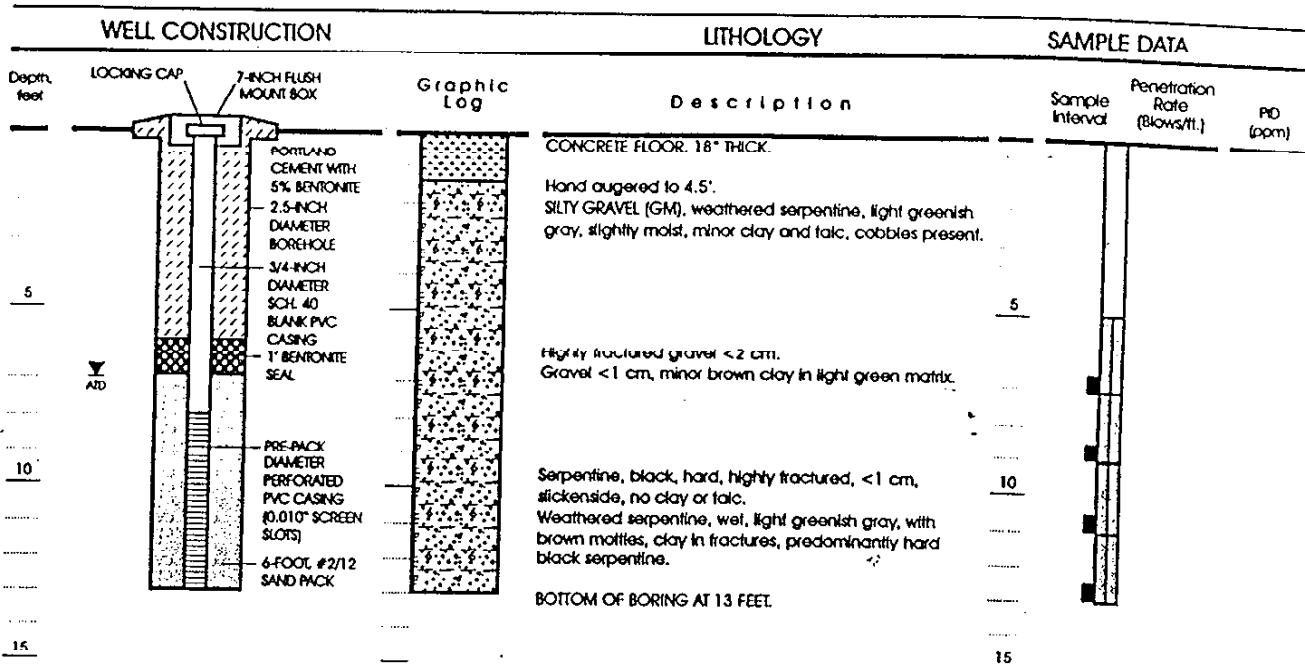 WELL CONSTRUCTION
LITHOLOGY
SAMPLE DATA
Depth, feet
LOCKING CAP
7-INCH FLUSH
MOUNT BOX
Graphic
Log
Description
Sample
Interval
Penetration
Rate
(Blows/ft.)
PID
(ppm)
PORTLAND
CEMENT WITH
5% BENTONITE
2.5-INCH
DIAMETER
BOREHOLE
3/4-INCH
DIAMETER
SCH. 40
BLANK PVC
CASING
1' BENTONITE
SEAL
PRE-PACK
DIAMETER
PERFORATED
PVC CASING
(0.010" SCREEN
SLOTS)
6-FOOT, #2/12
SAND PACK
5
ATD
10
15
CONCRETE FLOOR. 18" THICK.
Hand augered to 4.5'.
SILTY GRAVEL (GM), weathered serpentine, light greenish
gray, slightly moist, minor clay and talc, cobbles present.
Highly fractured gravel <2 cm.
Gravel <1 cm, minor brown clay in light green matrix.
Serpentine, black, hard, highly fractured, <1 cm,
slickenside, no clay or talc.
Weathered serpentine, wet, light greenish gray, with
brown mottles, clay in fractures, predominantly hard
black serpentine.
BOTTOM OF BORING AT 13 FEET.
5
10
15